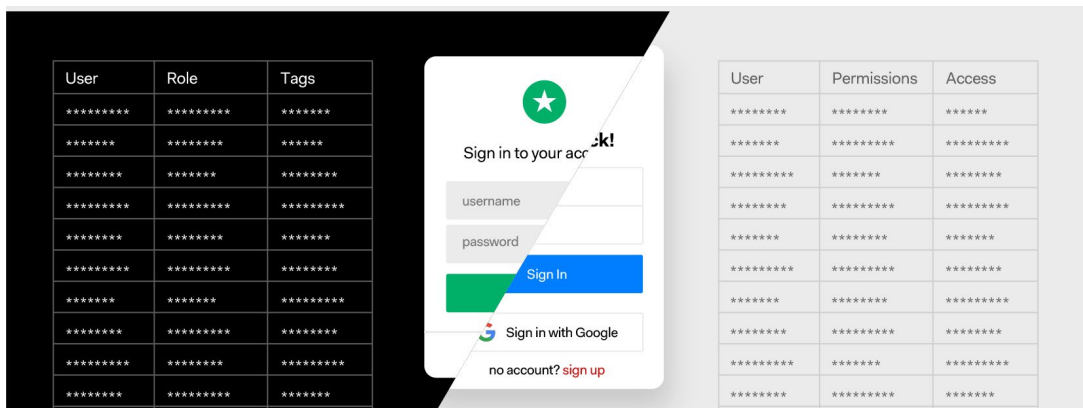 User Role Tags
********* ********* *******
******* ******* ******
******** ******* ********
********* ********* *********
******** ******* *******
********* ********* *********
******* ******* *********
******** ********* ********
********* ********* *********
******** ********* *******
ck!
Sign in to your acc
username
password
Sign In
Sign in with Google
no account? sign up
User Permissions Access
******** ******** ******
******* ********* *********
********* ******* ********
******** ********* *********
******* ********* *******
********* ********* ********
******* ********* *********
******** ******** ********
********* ********* ********
******** ********* *******